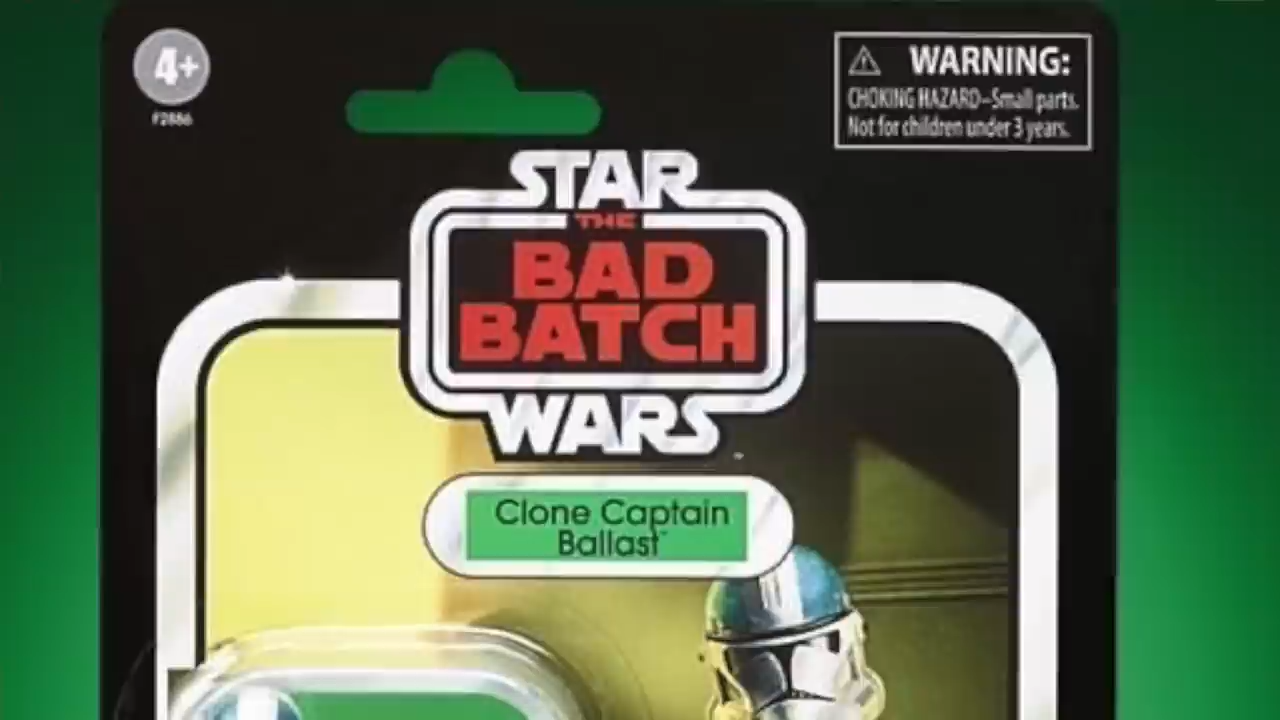 4+
F2886
WARNING:
CHOKING HAZARD–Small parts.
Not for children under 3 years.
STAR
THE
BAD
BATCH
WARS
Clone Captain
Ballast™